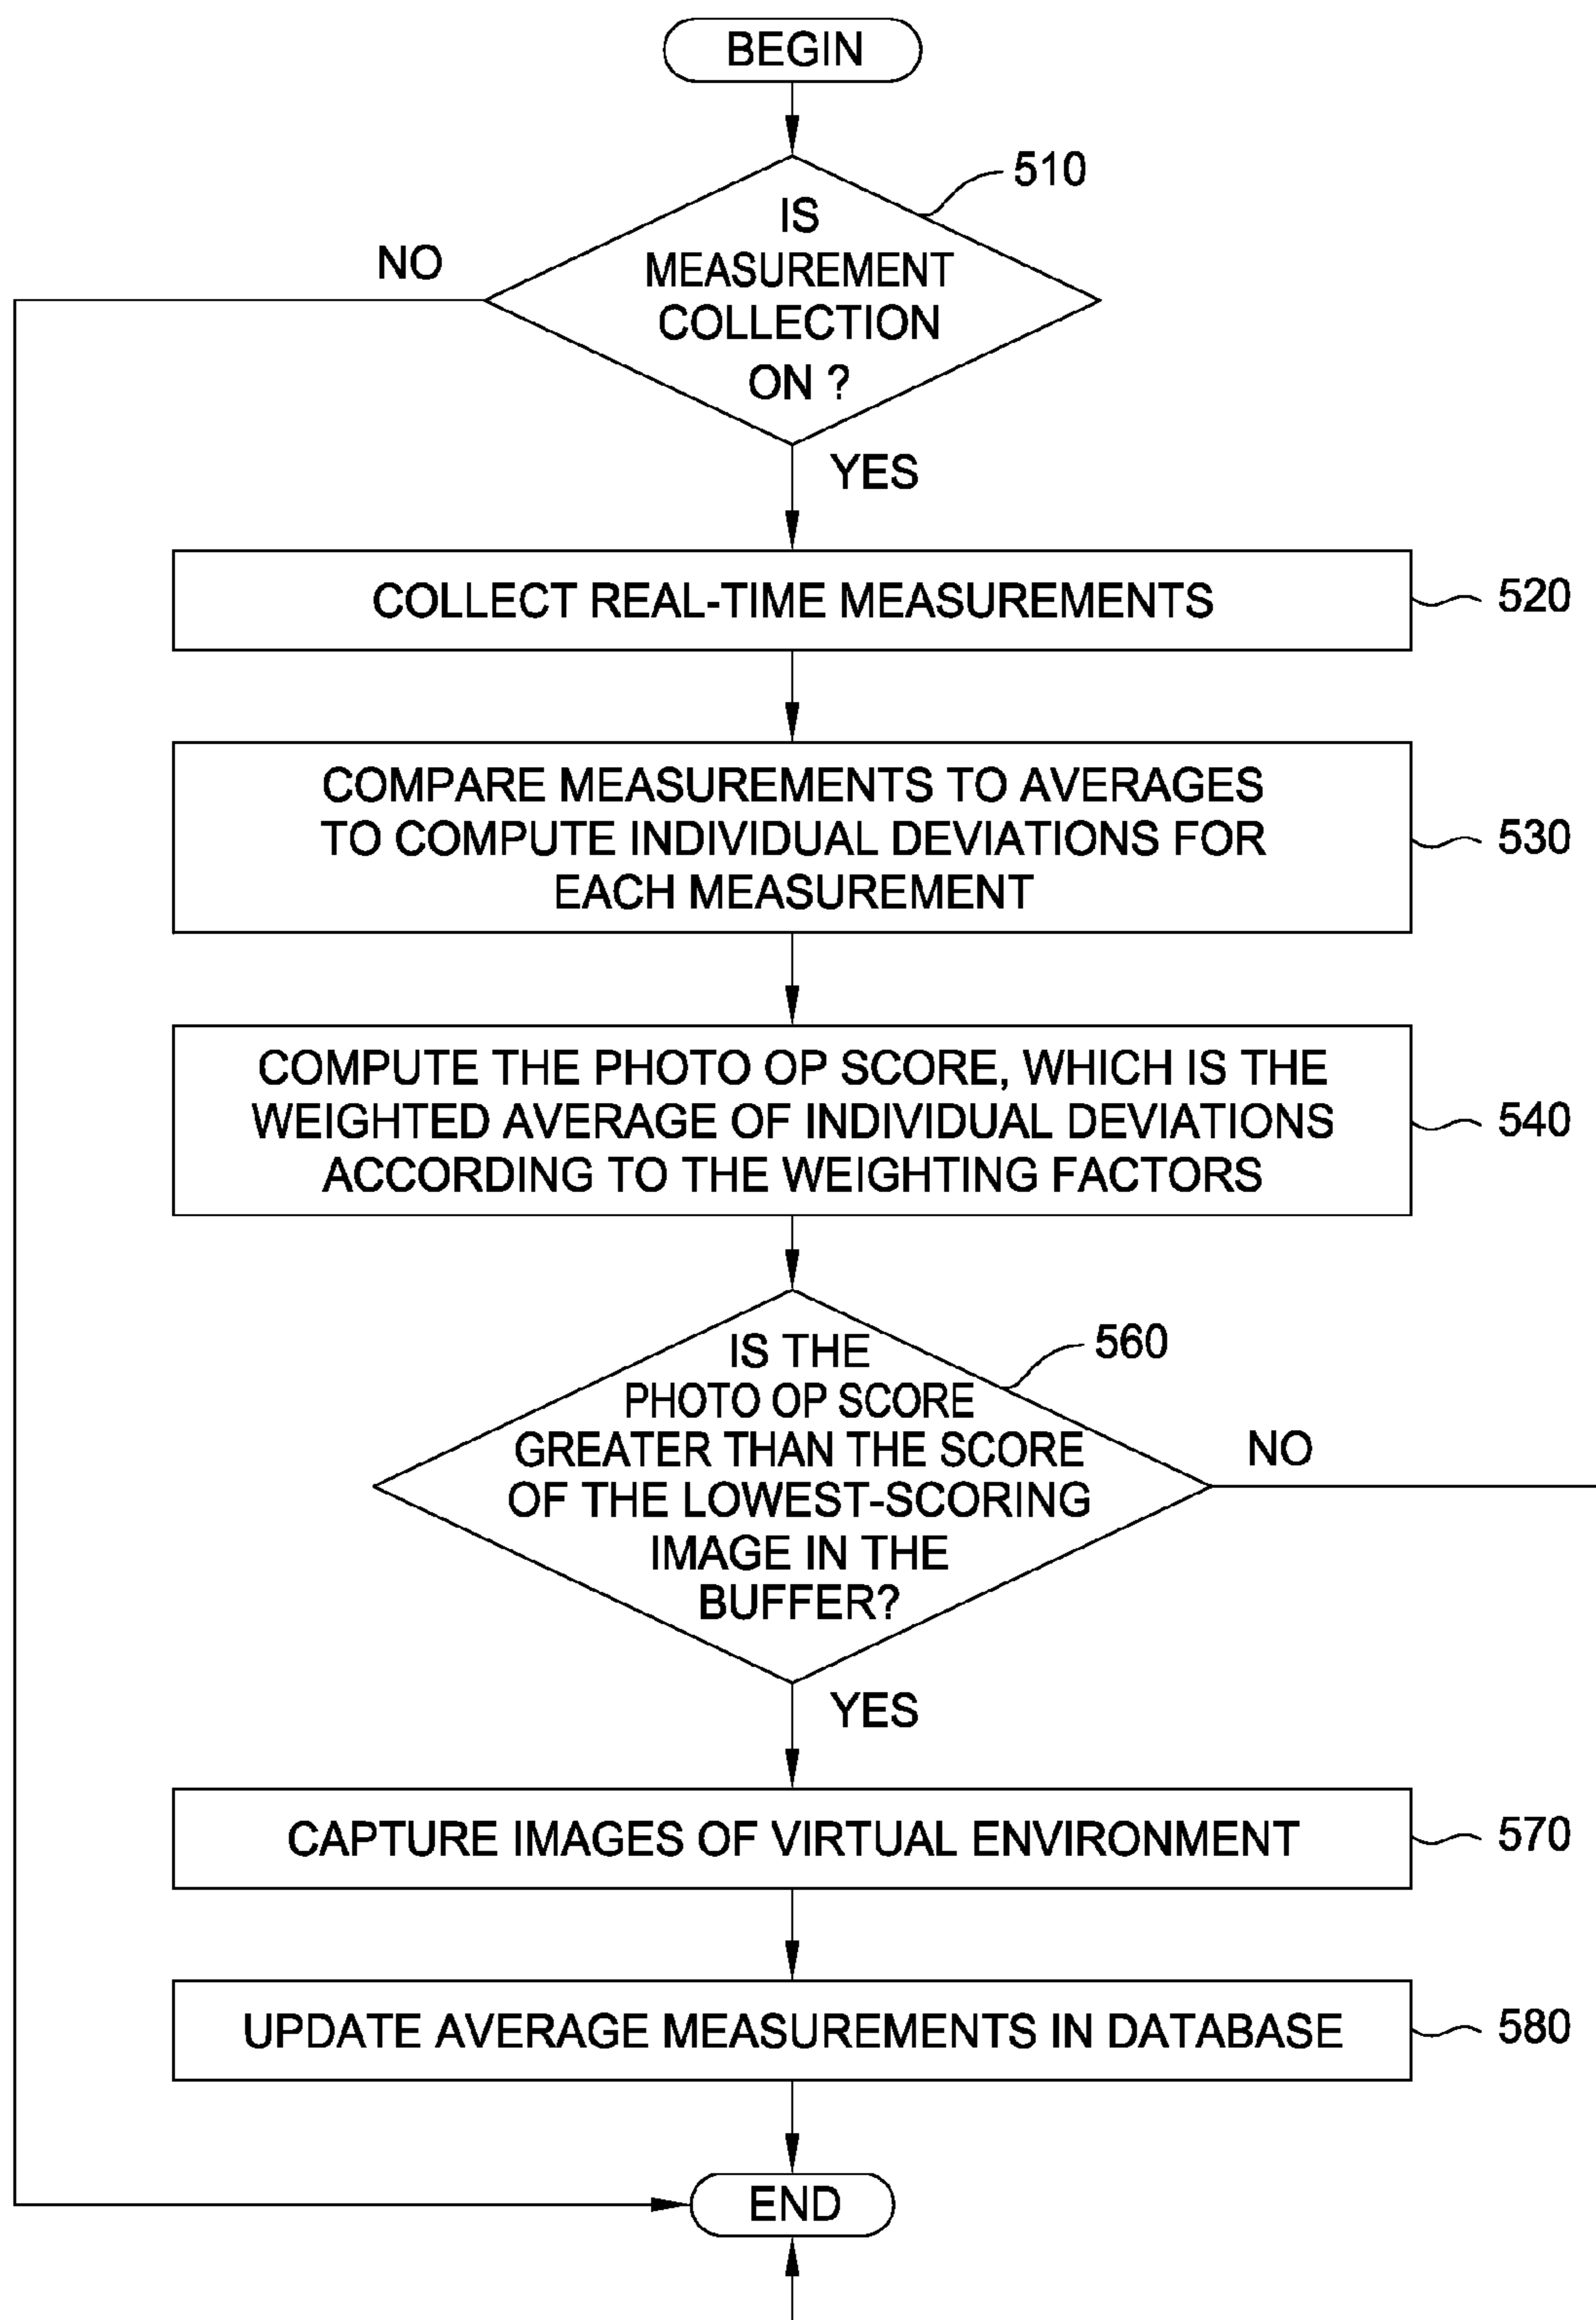 BEGIN
510
IS
MEASUREMENT
COLLECTION
ON ?
NO
YES
COLLECT REAL-TIME MEASUREMENTS
520
COMPARE MEASUREMENTS TO AVERAGES
TO COMPUTE INDIVIDUAL DEVIATIONS FOR
EACH MEASUREMENT
530
COMPUTE THE PHOTO OP SCORE, WHICH IS THE
WEIGHTED AVERAGE OF INDIVIDUAL DEVIATIONS
ACCORDING TO THE WEIGHTING FACTORS
540
560
IS THE
PHOTO OP SCORE
GREATER THAN THE SCORE
OF THE LOWEST-SCORING
IMAGE IN THE
BUFFER?
NO
YES
CAPTURE IMAGES OF VIRTUAL ENVIRONMENT
570
UPDATE AVERAGE MEASUREMENTS IN DATABASE
580
END